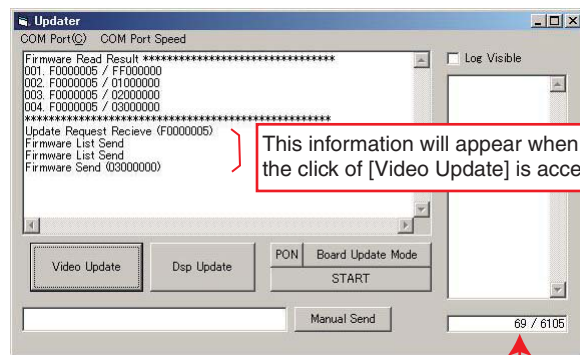 Updater
COM Port(C) COM Port Speed
Firmware Read Result ***********************************
001. F0000005 / FF000000
002. F0000005 / 01000000
003. F0000005 / 02000000
004. F0000005 / 03000000
*********************************************************
Update Request Recieve (F0000005)
Firmware List Send
Firmware List Send
Firmware Send (03000000)
Log Visible
This information will appear when
the click of [Video Update] is acce
Video Update
Dsp Update
PON
Board Update Mode
START
Manual Send
69 / 6105